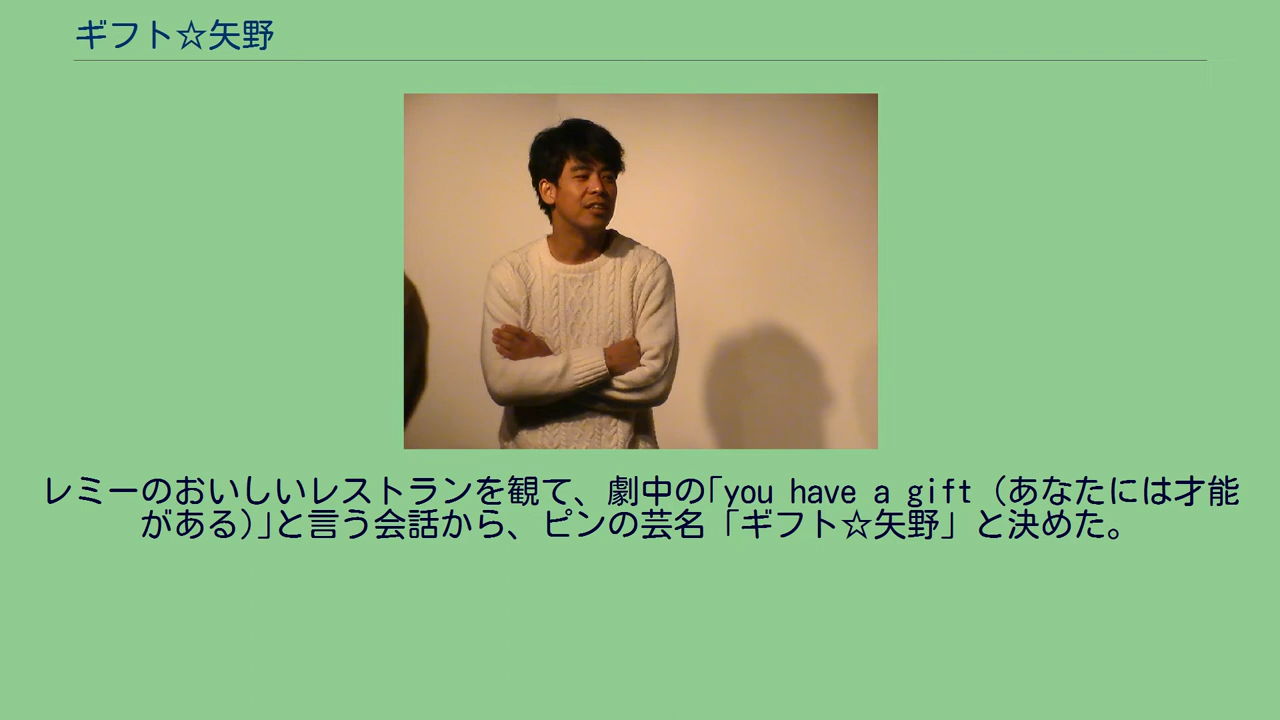 ギフト☆矢野
レミーのおいしいレストランを観て、劇中の｢you have a gift (あなたには才能
がある)｣と言う会話から、ピンの芸名「ギフト☆矢野」と決めた。